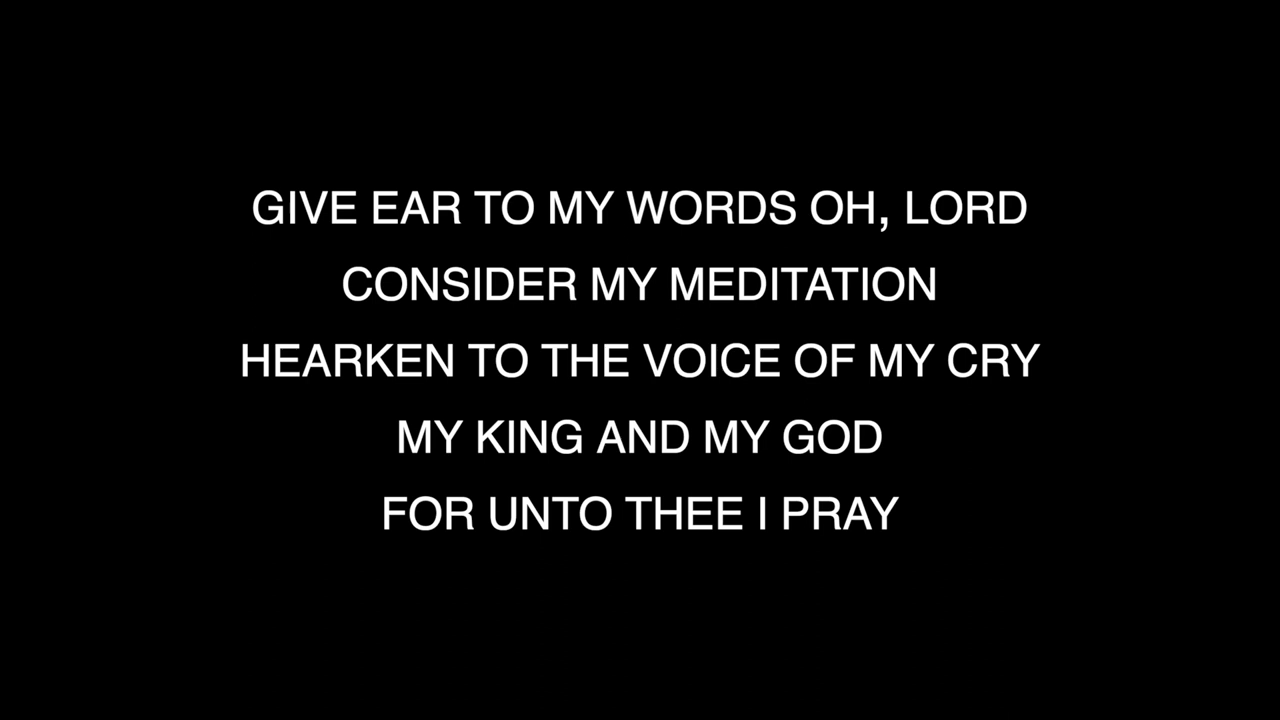 GIVE EAR TO MY WORDS OH, LORD
CONSIDER MY MEDITATION
HEARKEN TO THE VOICE OF MY CRY
MY KING AND MY GOD
FOR UNTO THEE I PRAY